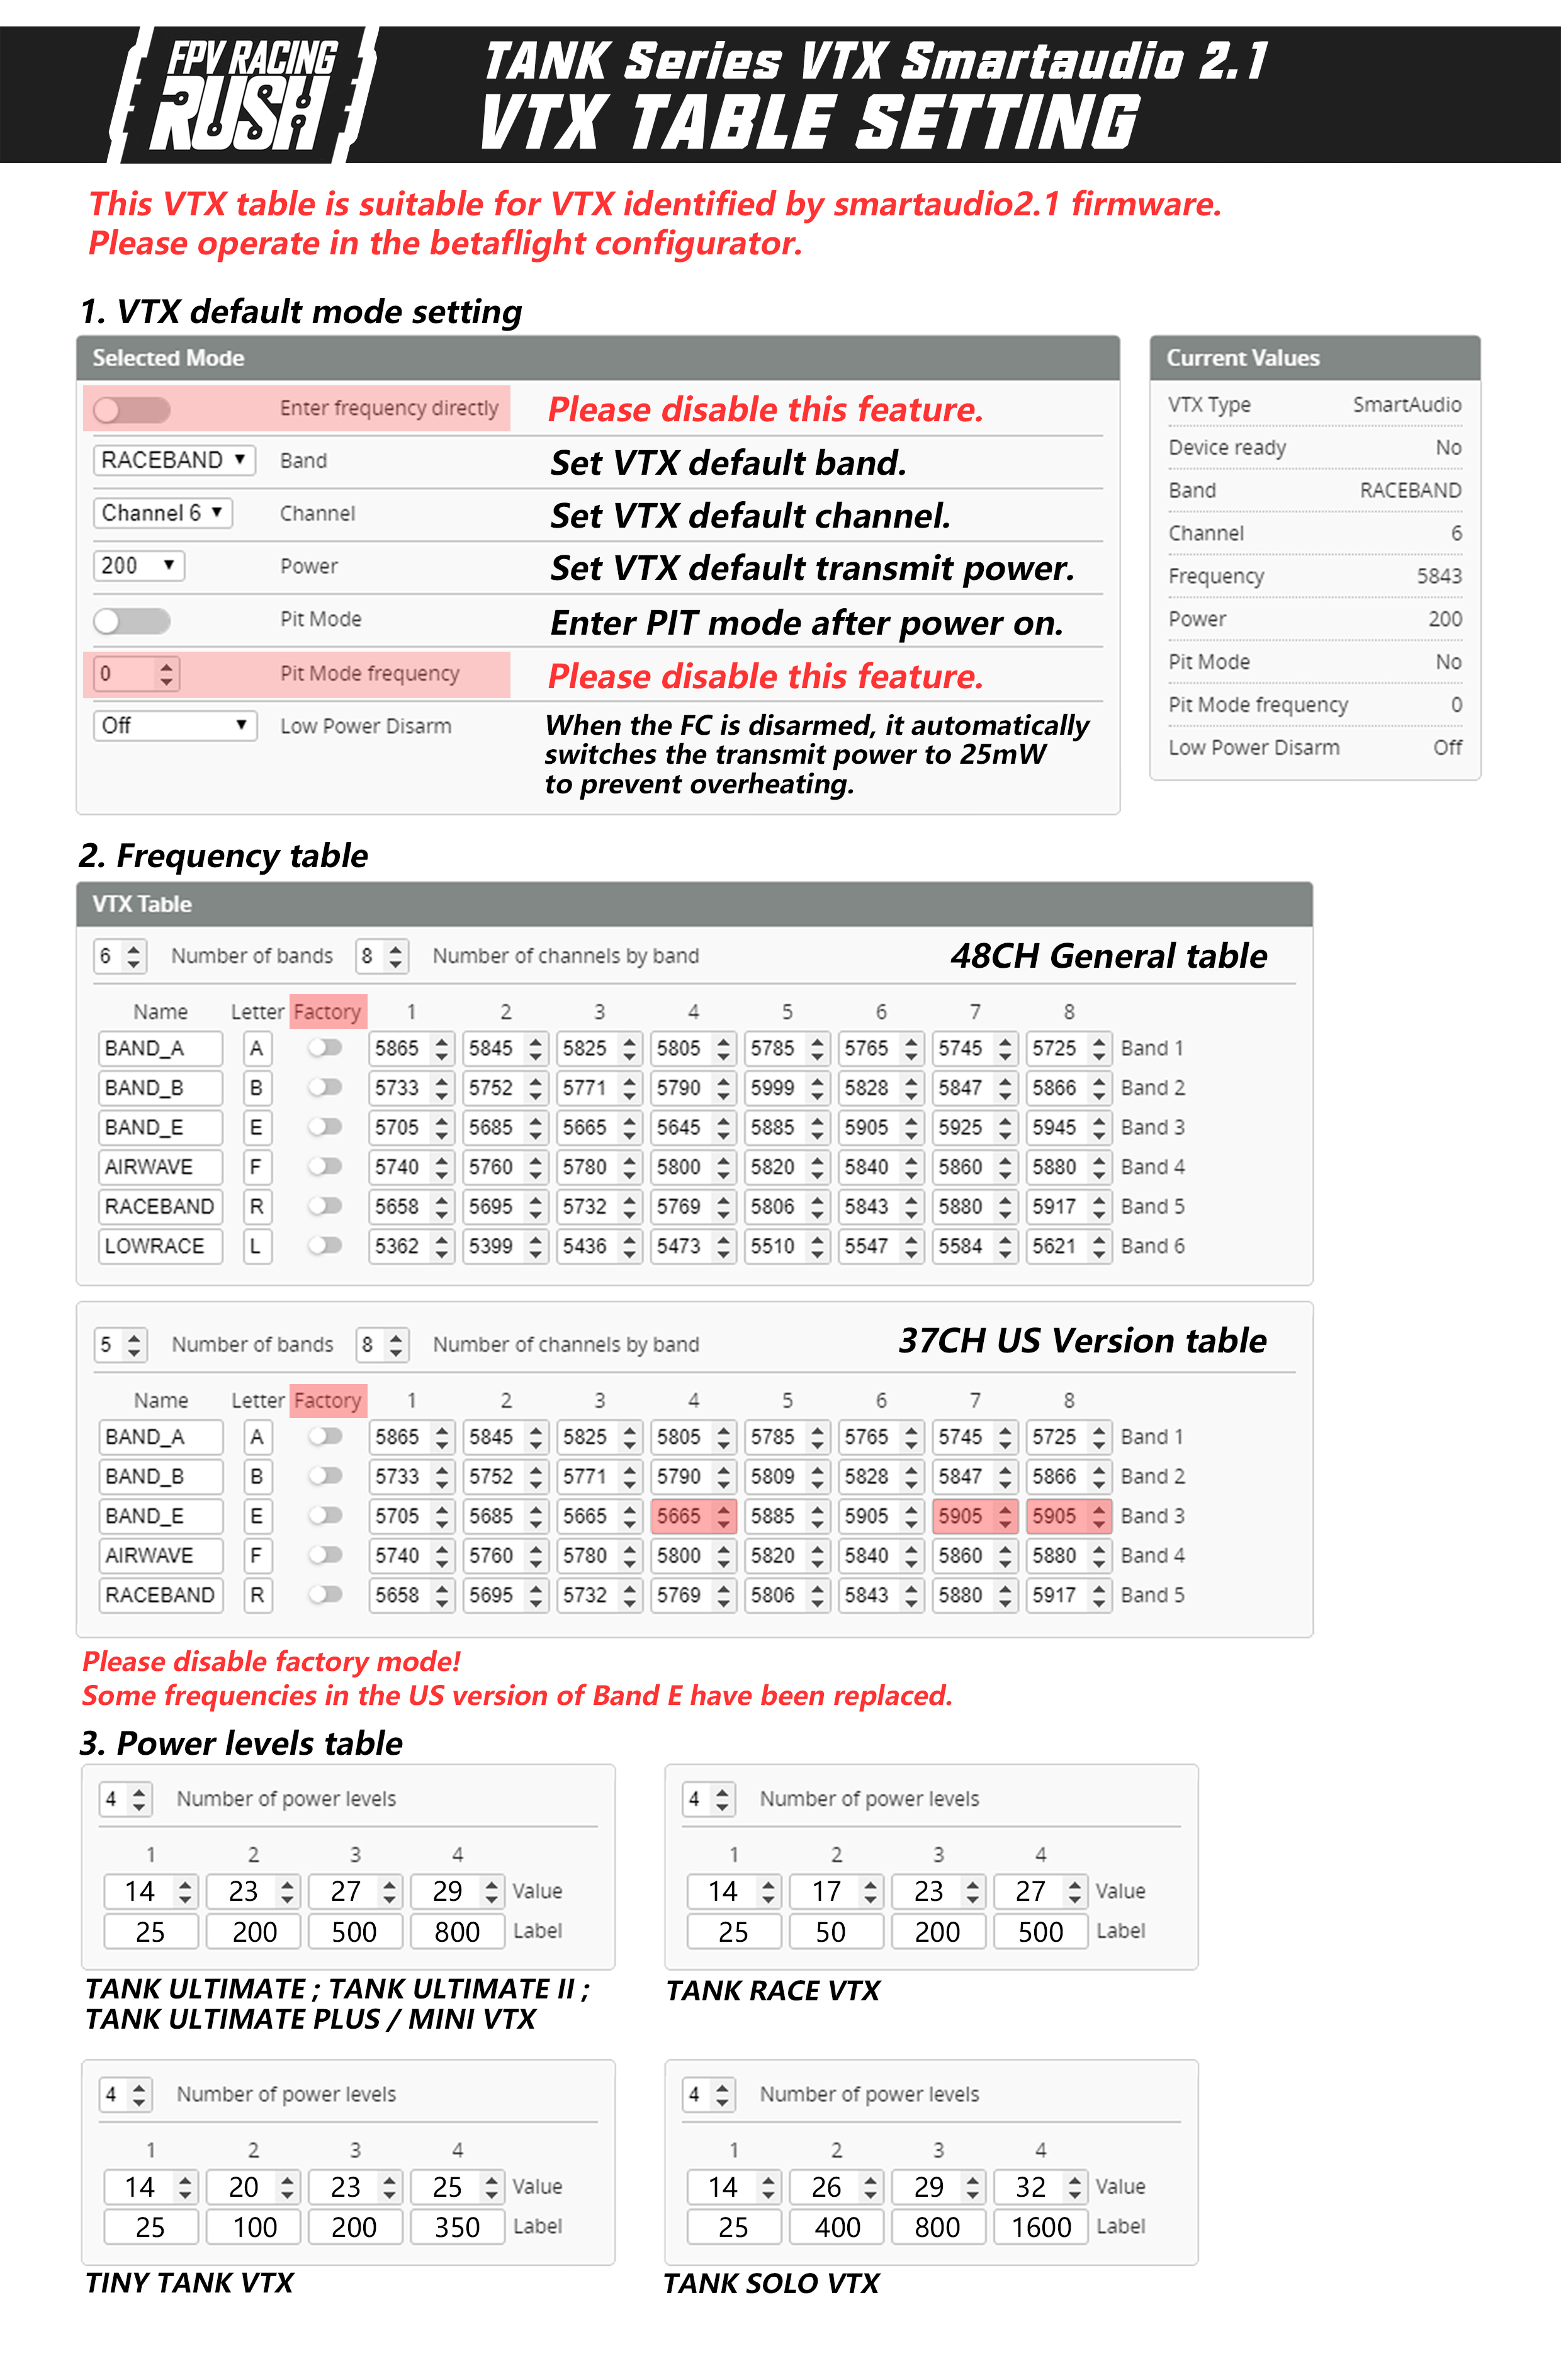 FPV RACING
RUSH
TANK Series VTX Smartaudio 2.1
VTX TABLE SETTING
This VTX table is suitable for VTX identified by smartaudio2.1 firmware.
Please operate in the betaflight configurator.
1. VTX default mode setting
Selected Mode
Enter frequency directly Please disable this feature.
RACEBAND Band Set VTX default band.
Channel 6 Channel Set VTX default channel.
200 Power Set VTX default transmit power.
Pit Mode Enter PIT mode after power on.
0 Pit Mode frequency Please disable this feature.
Off Low Power Disarm When the FC is disarmed, it automatically
switches the transmit power to 25mW
to prevent overheating.
Current Values
VTX Type SmartAudio
Device ready No
Band RACEBAND
Channel 6
Frequency 5843
Power 200
Pit Mode No
Pit Mode frequency 0
Low Power Disarm Off
2. Frequency table
VTX Table
6 Number of bands 8 Number of channels by band 48CH General table
Name Letter Factory 1 2 3 4 5 6 7 8
BAND_A A 5865 5845 5825 5805 5785 5765 5745 5725 Band 1
BAND_B B 5733 5752 5771 5790 5999 5828 5847 5866 Band 2
BAND_E E 5705 5685 5665 5645 5885 5905 5925 5945 Band 3
AIRWAVE F 5740 5760 5780 5800 5820 5840 5860 5880 Band 4
RACEBAND R 5658 5695 5732 5769 5806 5843 5880 5917 Band 5
LOWRACE L 5362 5399 5436 5473 5510 5547 5584 5621 Band 6
5 Number of bands 8 Number of channels by band 37CH US Version table
Name Letter Factory 1 2 3 4 5 6 7 8
BAND_A A 5865 5845 5825 5805 5785 5765 5745 5725 Band 1
BAND_B B 5733 5752 5771 5790 5809 5828 5847 5866 Band 2
BAND_E E 5705 5685 5665 5665 5885 5905 5905 5905 Band 3
AIRWAVE F 5740 5760 5780 5800 5820 5840 5860 5880 Band 4
RACEBAND R 5658 5695 5732 5769 5806 5843 5880 5917 Band 5
Please disable factory mode!
Some frequencies in the US version of Band E have been replaced.
3. Power levels table
4 Number of power levels
1 2 3 4
14 23 27 29 Value
25 200 500 800 Label
TANK ULTIMATE ; TANK ULTIMATE II ;
TANK ULTIMATE PLUS / MINI VTX
4 Number of power levels
1 2 3 4
14 17 23 27 Value
25 50 200 500 Label
TANK RACE VTX
4 Number of power levels
1 2 3 4
14 20 23 25 Value
25 100 200 350 Label
TINY TANK VTX
4 Number of power levels
1 2 3 4
14 26 29 32 Value
25 400 800 1600 Label
TANK SOLO VTX